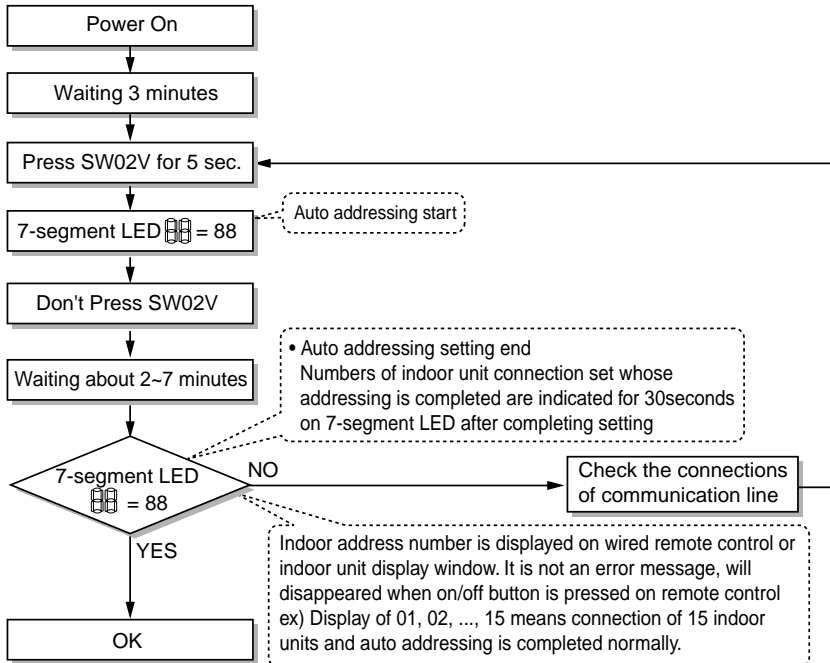 Power On
Waiting 3 minutes
Press SW02V for 5 sec.
Auto addressing start
7-segment LED 88 = 88
Don't Press SW02V
• Auto addressing setting end
Numbers of indoor unit connection set whose
addressing is completed are indicated for 30seconds
on 7-segment LED after completing setting
Waiting about 2~7 minutes
7-segment LED
88 = 88
NO
Check the connections
of communication line
YES
Indoor address number is displayed on wired remote control or
indoor unit display window. It is not an error message, will
disappeared when on/off button is pressed on remote control
ex) Display of 01, 02, ..., 15 means connection of 15 indoor
units and auto addressing is completed normally.
OK